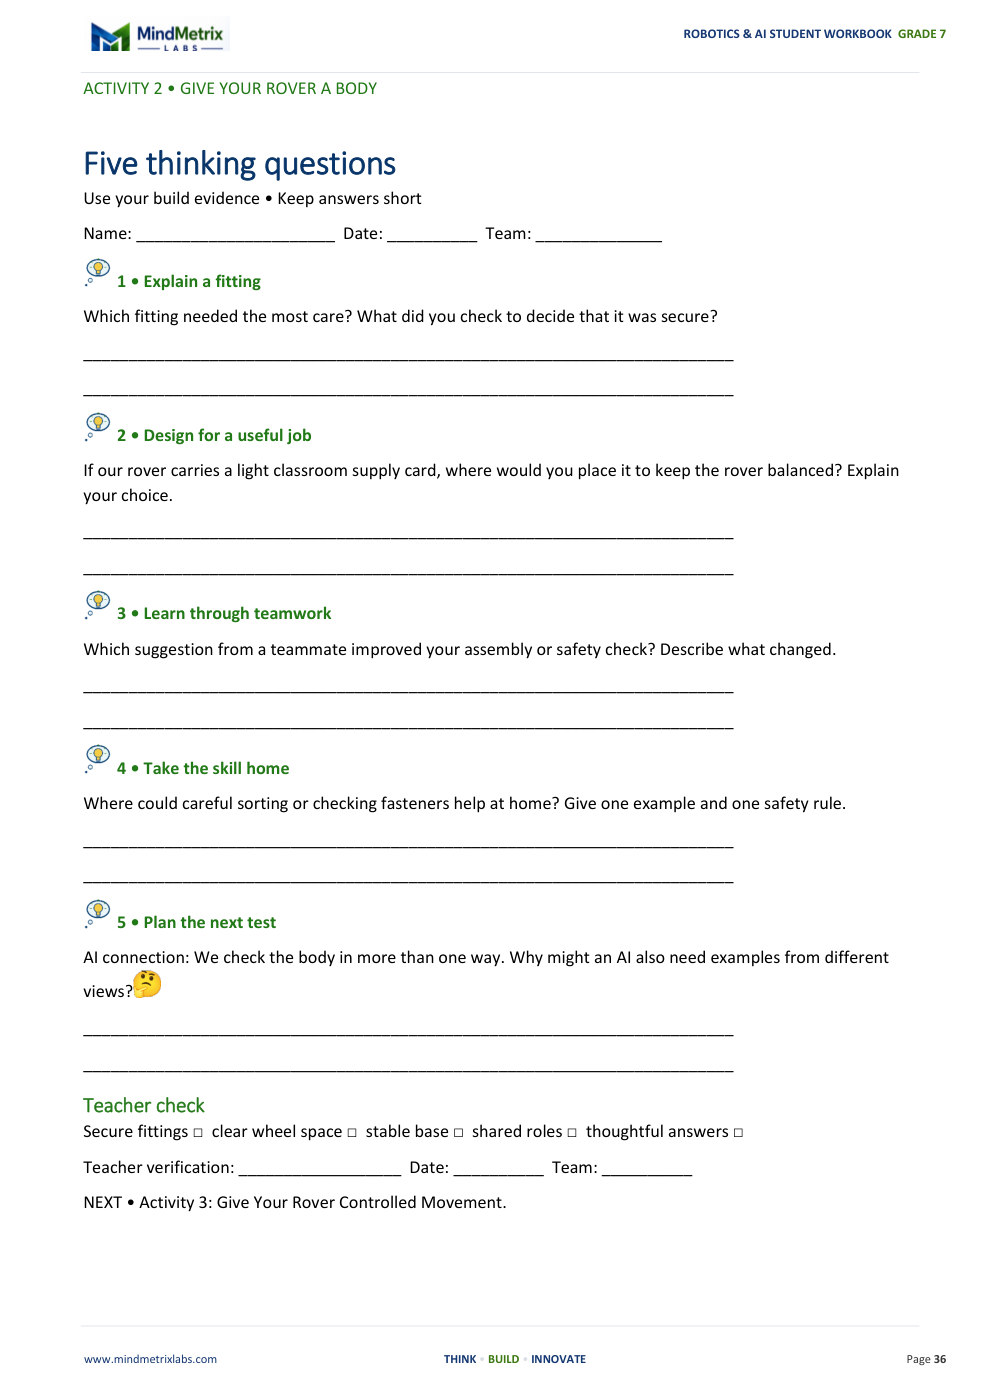 MindMetrix
LABS
ROBOTICS & AI STUDENT WORKBOOK GRADE 7
ACTIVITY 2 • GIVE YOUR ROVER A BODY
Five thinking questions
Use your build evidence • Keep answers short
Name: ______________________ Date: __________ Team: ______________
1 • Explain a fitting
Which fitting needed the most care? What did you check to decide that it was secure?
________________________________________________________________________
________________________________________________________________________
2 • Design for a useful job
If our rover carries a light classroom supply card, where would you place it to keep the rover balanced? Explain
your choice.
________________________________________________________________________
________________________________________________________________________
3 • Learn through teamwork
Which suggestion from a teammate improved your assembly or safety check? Describe what changed.
________________________________________________________________________
________________________________________________________________________
4 • Take the skill home
Where could careful sorting or checking fasteners help at home? Give one example and one safety rule.
________________________________________________________________________
________________________________________________________________________
5 • Plan the next test
AI connection: We check the body in more than one way. Why might an AI also need examples from different
views?🤔
________________________________________________________________________
________________________________________________________________________
Teacher check
Secure fittings □ clear wheel space □ stable base □ shared roles □ thoughtful answers □
Teacher verification: __________________ Date: __________ Team: __________
NEXT • Activity 3: Give Your Rover Controlled Movement.
www.mindmetrixlabs.com
THINK • BUILD • INNOVATE
Page 36